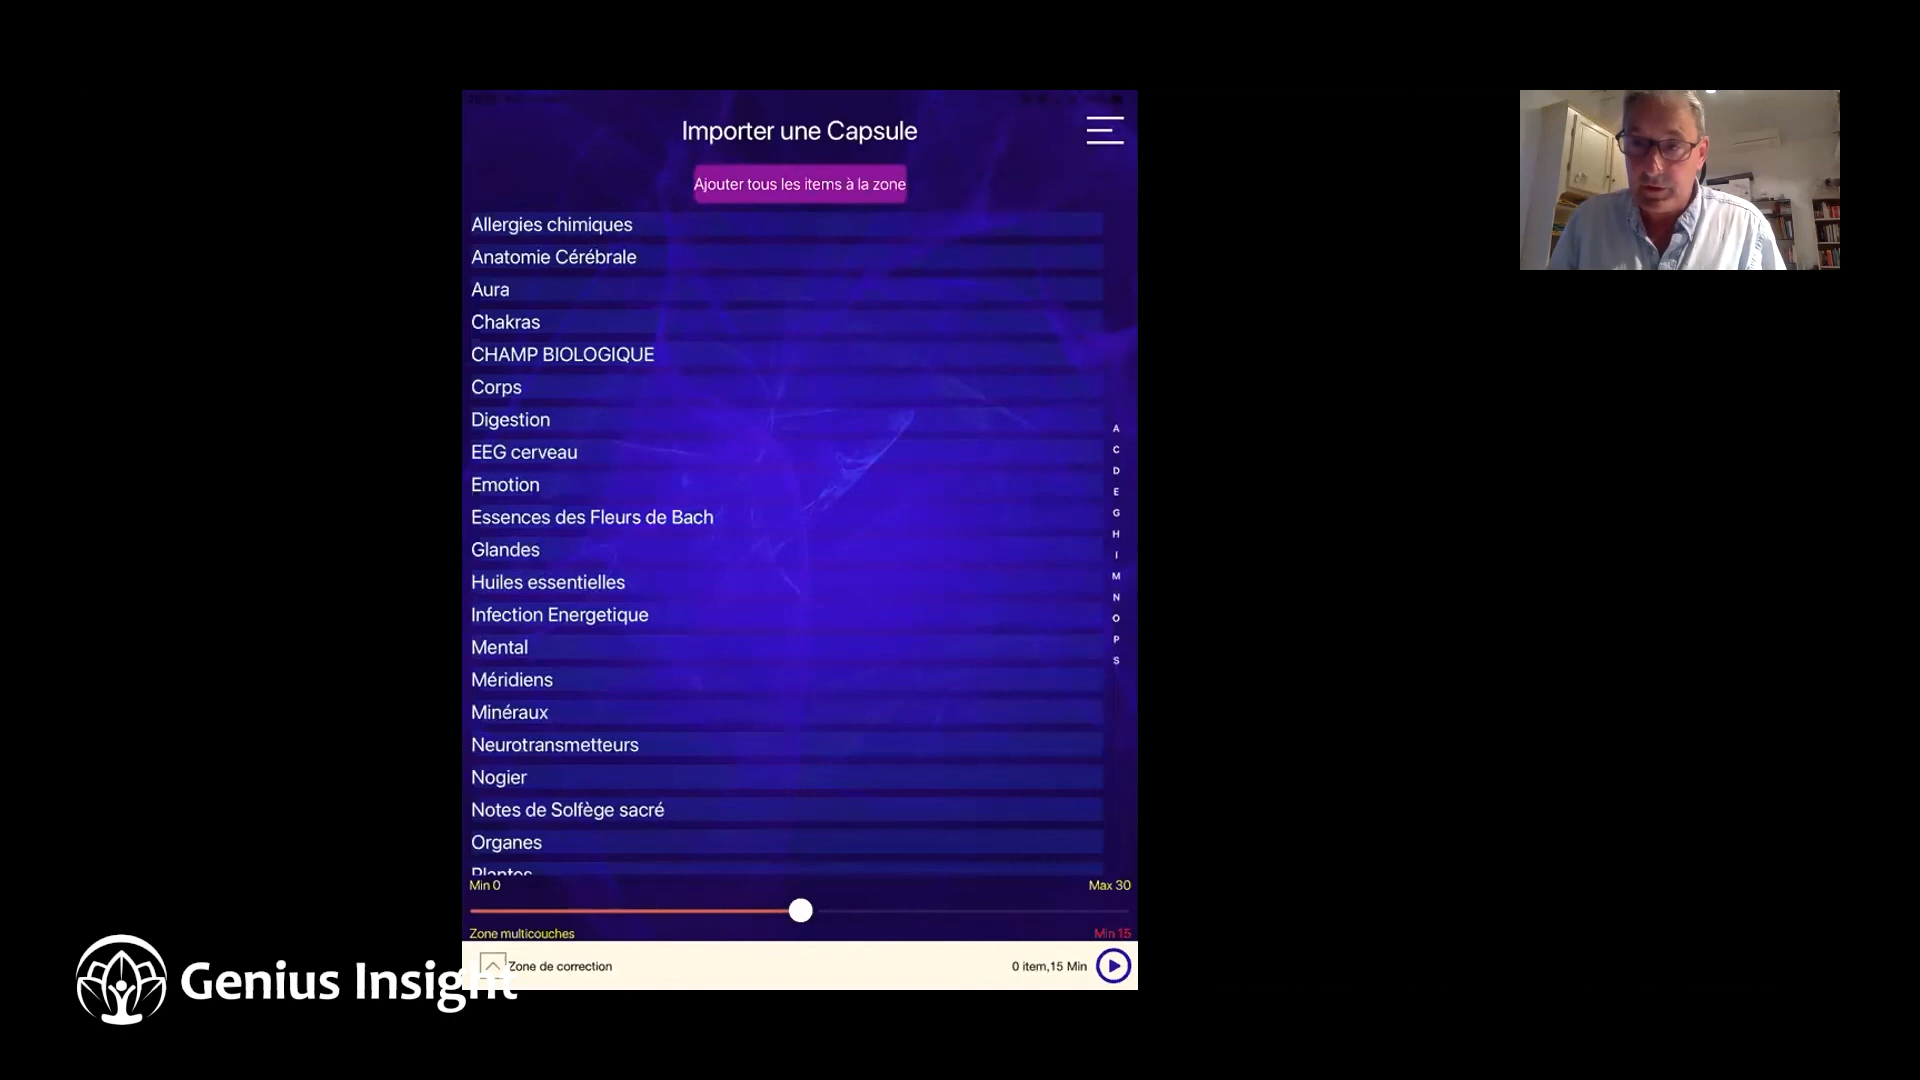 Importer une Capsule
Ajouter tous les items à la zone
Allergies chimiques
Anatomie Cérébrale
Aura
Chakras
CHAMP BIOLOGIQUE
Corps
Digestion
EEG cerveau
Emotion
Essences des Fleurs de Bach
Glandes
Huiles essentielles
Infection Energetique
Mental
Méridiens
Minéraux
Neurotransmetteurs
Nogier
Notes de Solfège sacré
Organes
Plantes
A
C
D
E
G
H
I
M
N
O
P
S
Min 0
Max 30
Zone multicouches
Min 15
Zone de correction
0 item,15 Min
Genius Insight